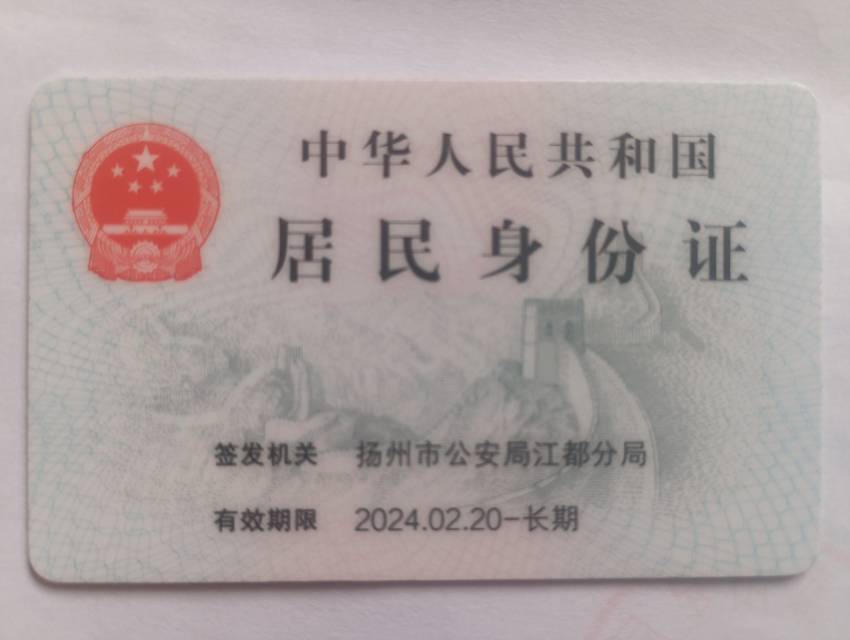 中华人民共和国
居民身份证
签发机关 扬州市公安局江都分局
有效期限 2024.02.20-长期